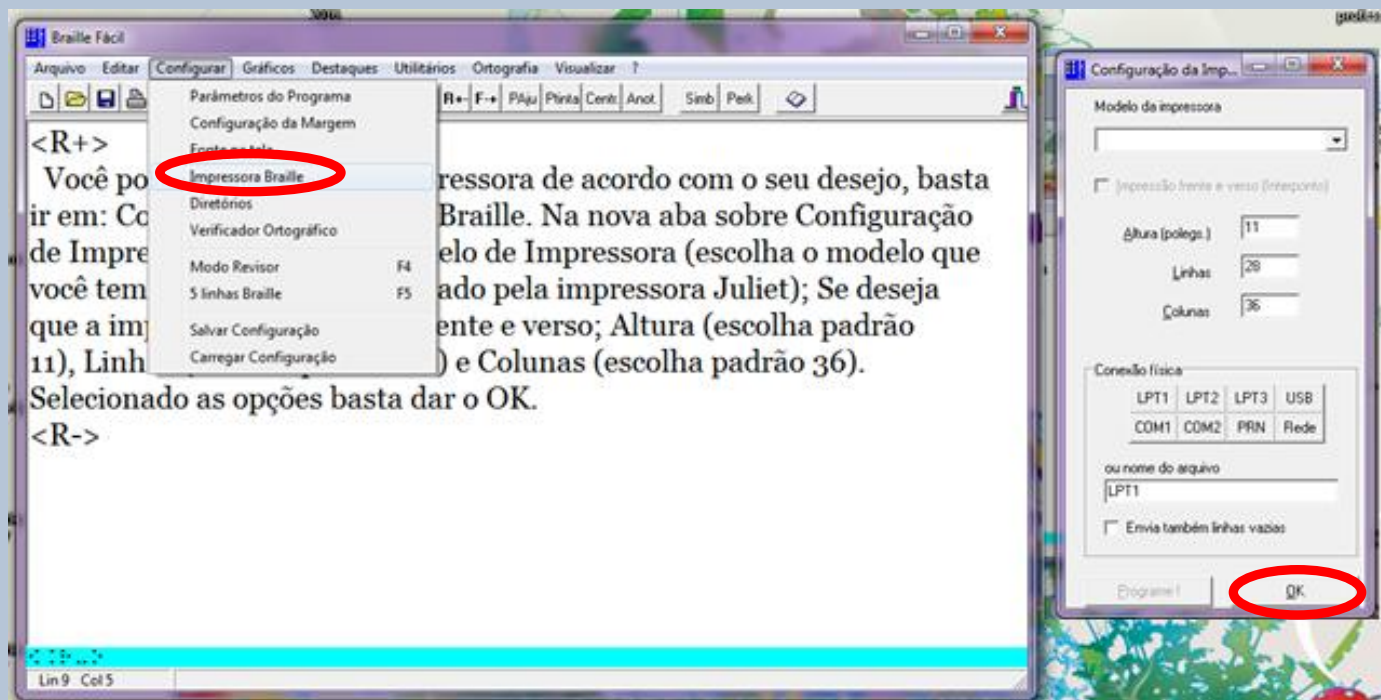 Braille Fácil
Arquivo Editar Configurar Gráficos Destaques Utilitários Ortografia Visualizar ?
R+- F-+ PAju Ptinta Centr. Anot. Simb Perk.
Parâmetros do Programa
Configuração da Margem
Impressora Braille
Diretórios
Verificador Ortográfico
Modo Revisor F4
5 linhas Braille F5
Salvar Configuração
Carregar Configuração
<R+>
Você po ressora de acordo com o seu desejo, basta
ir em: Co Braille. Na nova aba sobre Configuração
de Impre elo de Impressora (escolha o modelo que
você tem ado pela impressora Juliet); Se deseja
que a im ente e verso; Altura (escolha padrão
11), Linh ) e Colunas (escolha padrão 36).
Selecionado as opções basta dar o OK.
<R->
Lin 9 Col 5
Configuração da Imp...
Modelo da impressora
Impressão frente e verso (Interponto)
Altura (polegs.) 11
Linhas 28
Colunas 36
Conexão física
LPT1 LPT2 LPT3 USB
COM1 COM2 PRN Rede
ou nome do arquivo
LPT1
Envia também linhas vazias
Programe ! OK